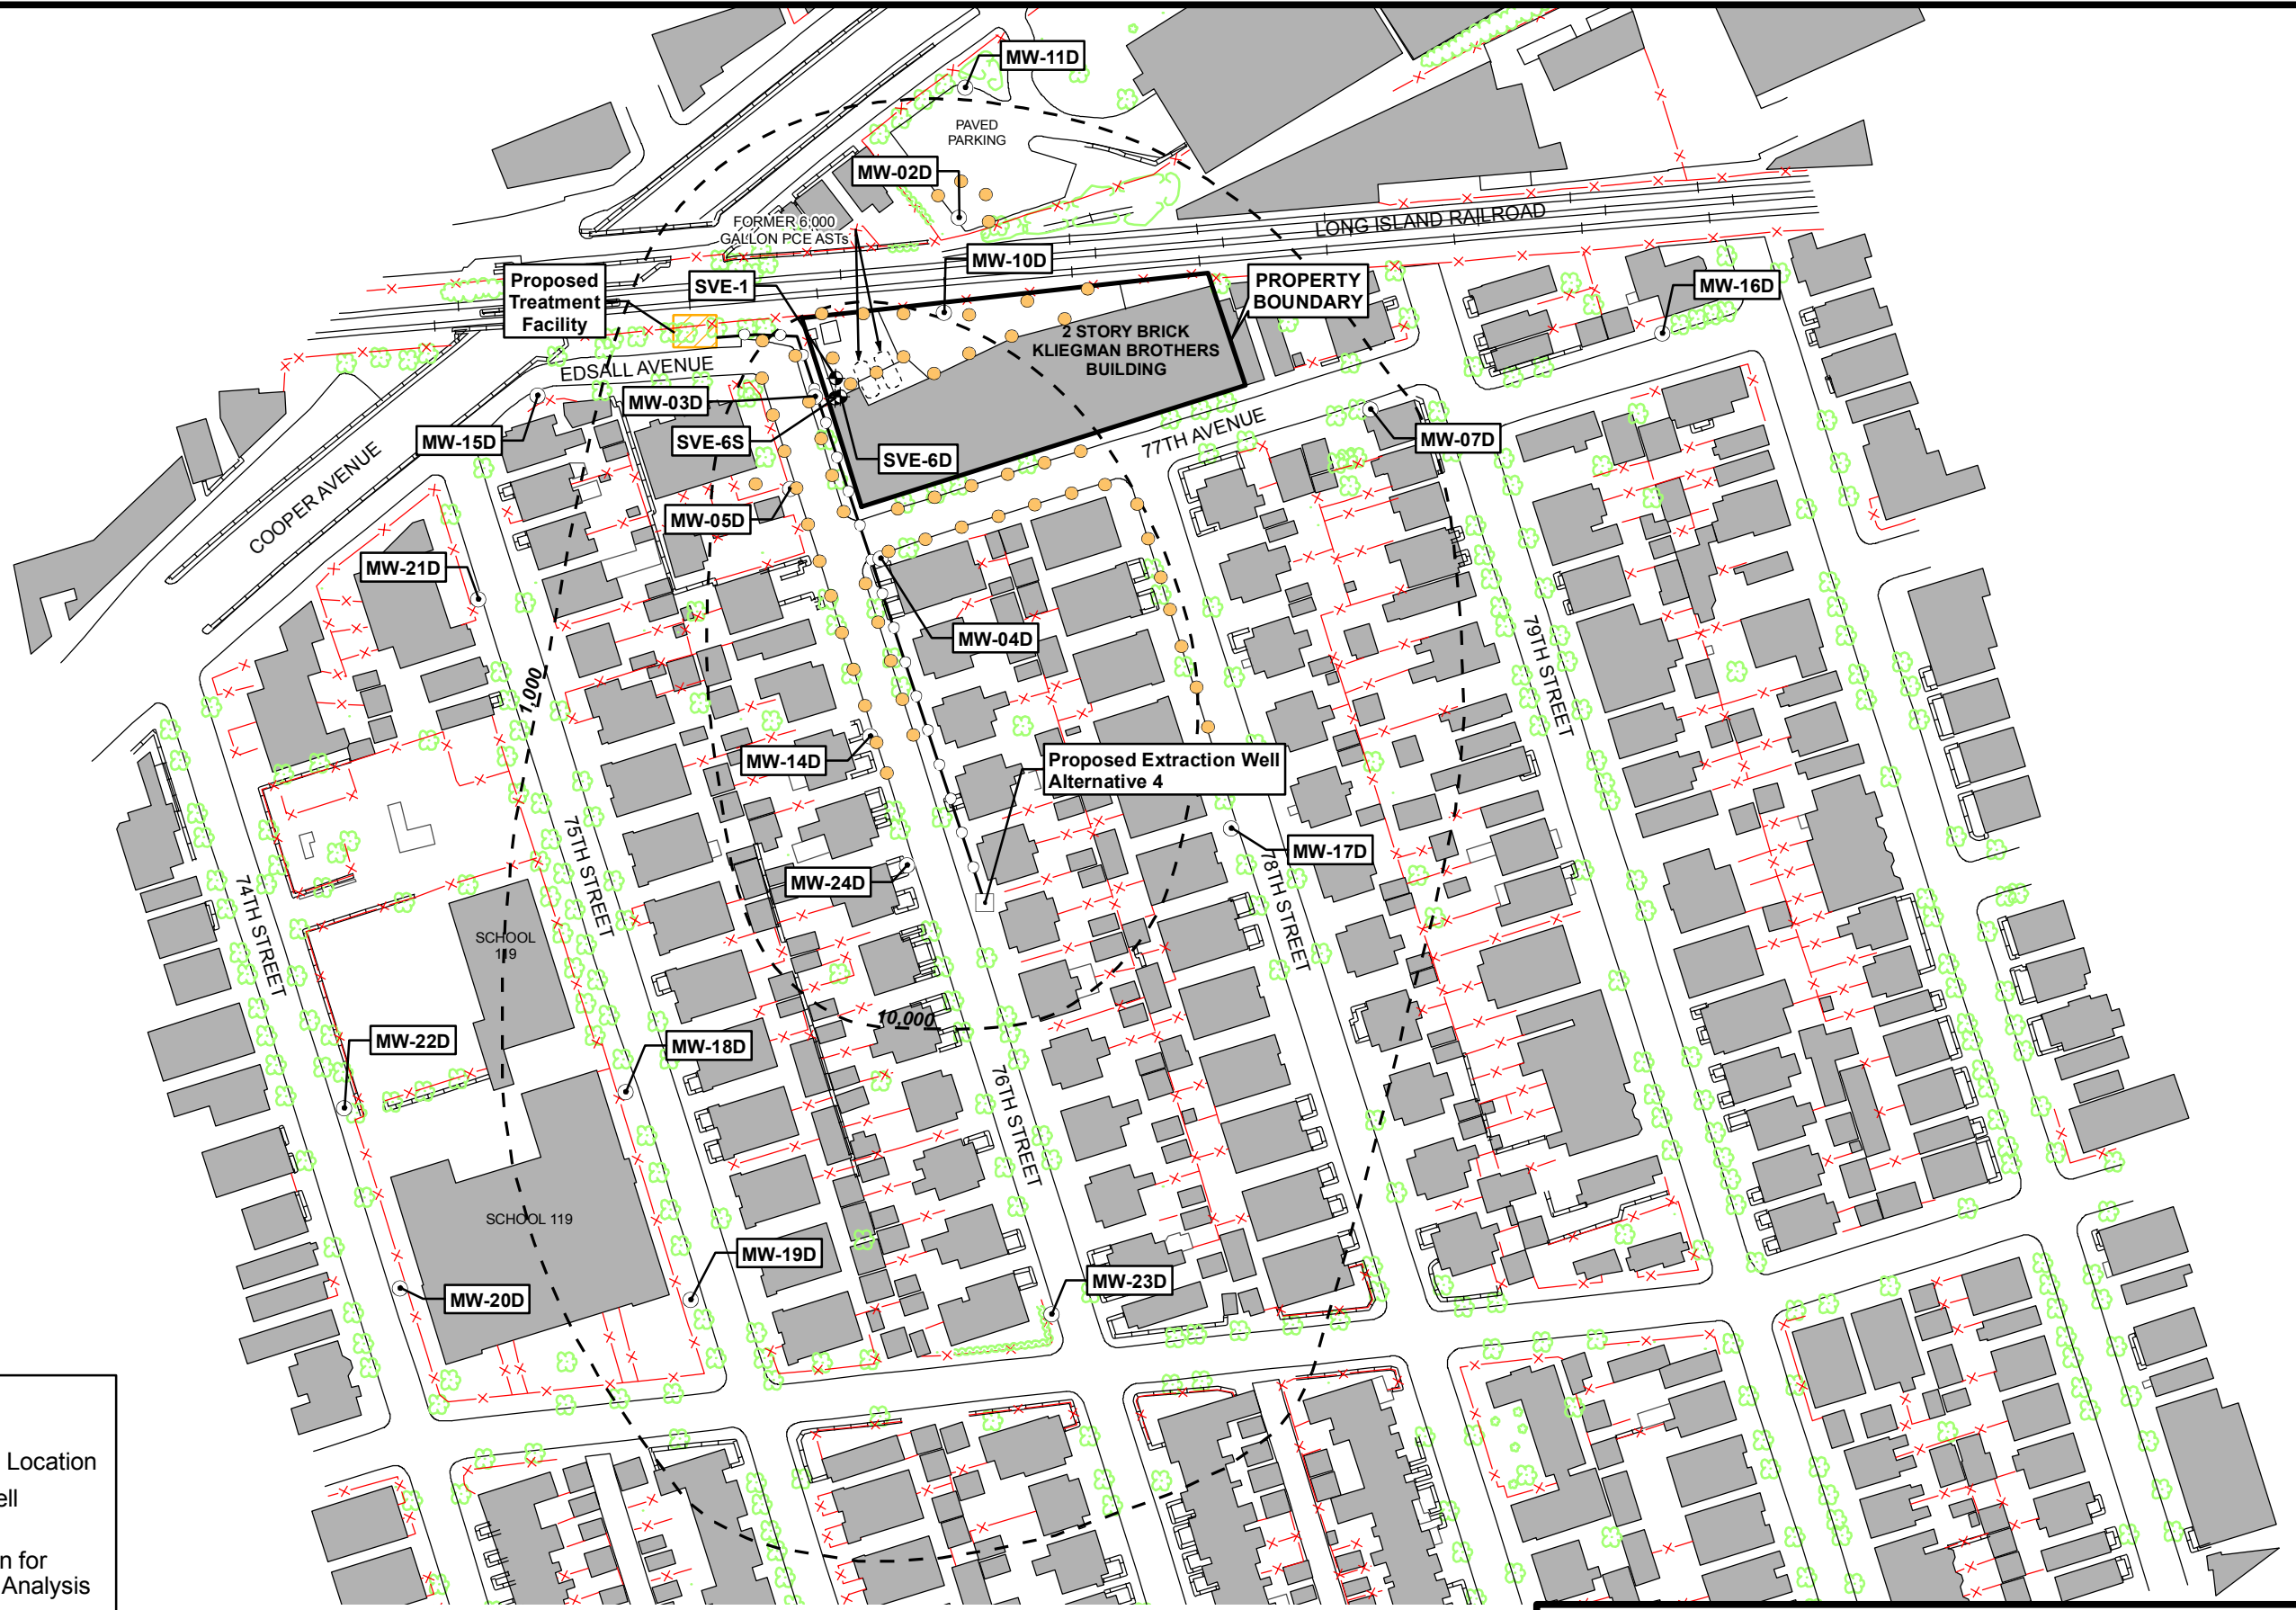 MW-11D
PAVED
PARKING
MW-02D
FORMER 6,000
GALLON PCE ASTs
LONG ISLAND RAILROAD
MW-10D
Proposed
Treatment
Facility
SVE-1
PROPERTY
BOUNDARY
MW-16D
2 STORY BRICK
KLIEGMAN BROTHERS
BUILDING
EDSALL AVENUE
MW-03D
MW-15D
SVE-6S
SVE-6D
77TH AVENUE
MW-07D
COOPER AVENUE
MW-05D
MW-21D
MW-04D
79TH STREET
1,000
MW-14D
Proposed Extraction Well
Alternative 4
75TH STREET
MW-17D
78TH STREET
MW-24D
74TH STREET
SCHOOL
119
10,000
MW-22D
MW-18D
76TH STREET
SCHOOL 119
MW-19D
MW-23D
MW-20D
Location
ell
n for
Analysis